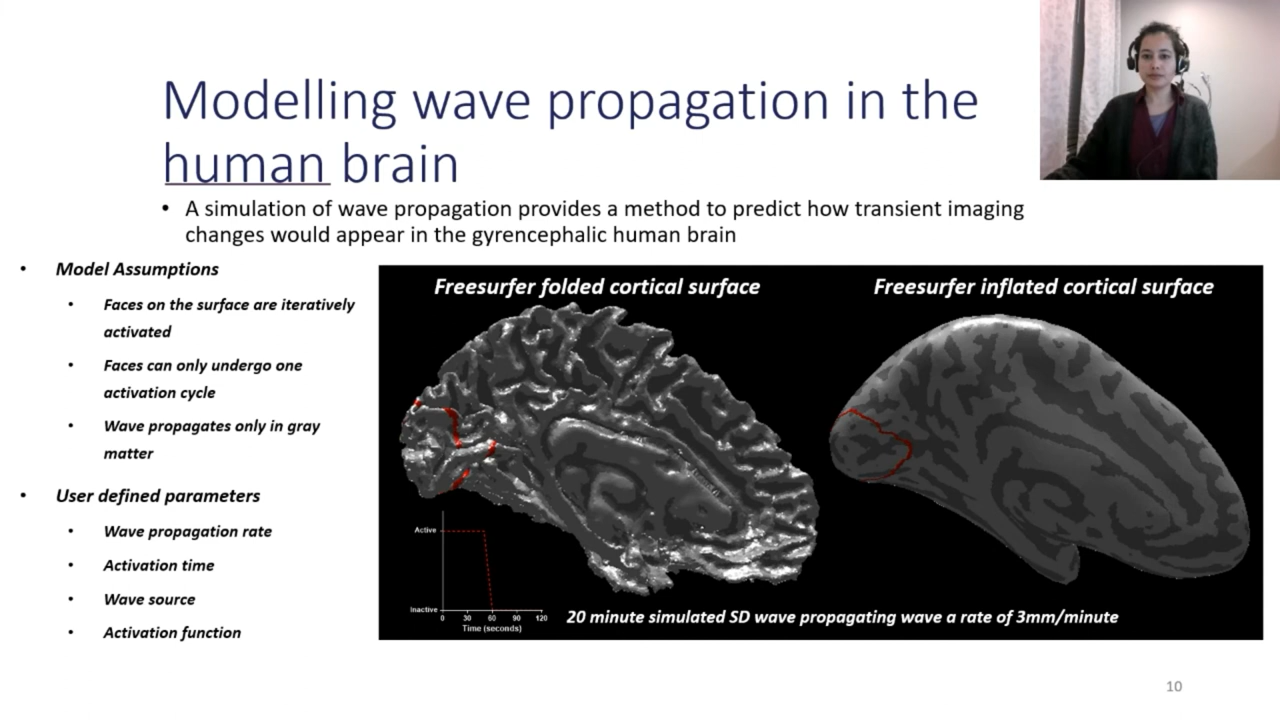 Modelling wave propagation in the
human brain
• A simulation of wave propagation provides a method to predict how transient imaging
changes would appear in the gyrencephalic human brain
• Model Assumptions
• Faces on the surface are iteratively
activated
• Faces can only undergo one
activation cycle
• Wave propagates only in gray
matter
• User defined parameters
• Wave propagation rate
• Activation time
• Wave source
• Activation function
Freesurfer folded cortical surface
Freesurfer inflated cortical surface
Active
Inactive
0 30 60 90 120
Time (seconds)
20 minute simulated SD wave propagating wave a rate of 3mm/minute
10